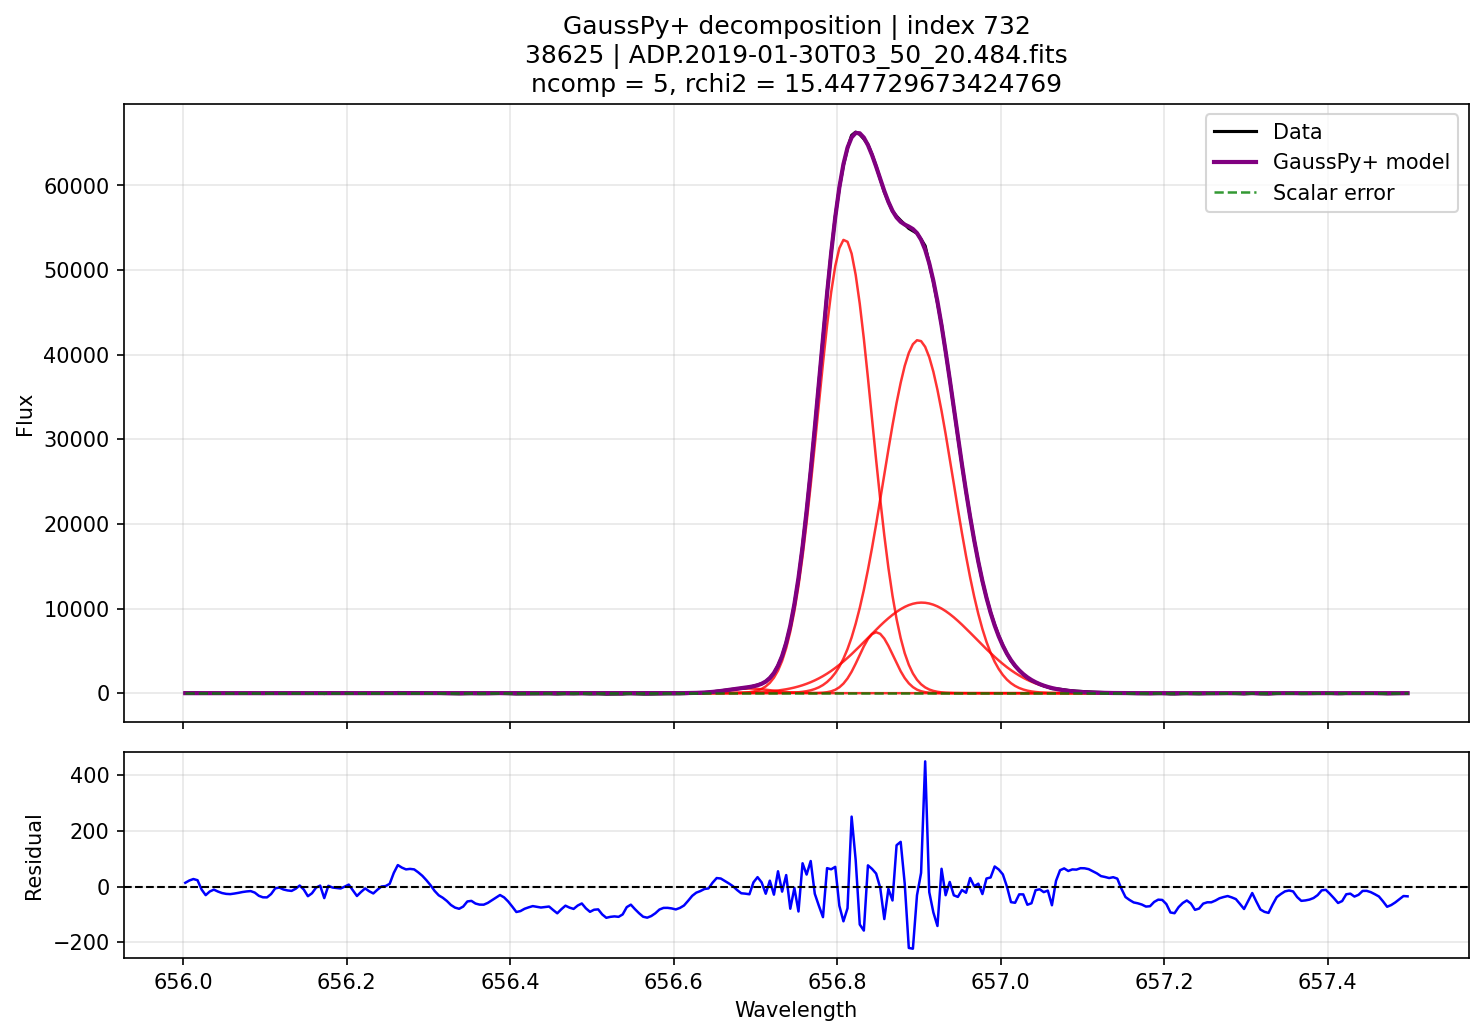 GaussPy+ decomposition | index 732
38625 | ADP.2019-01-30T03_50_20.484.fits
ncomp = 5, rchi2 = 15.447729673424769
Data
GaussPy+ model
Scalar error
Flux
60000
50000
40000
30000
20000
10000
0
Residual
400
200
0
−200
656.0 656.2 656.4 656.6 656.8 657.0 657.2 657.4
Wavelength